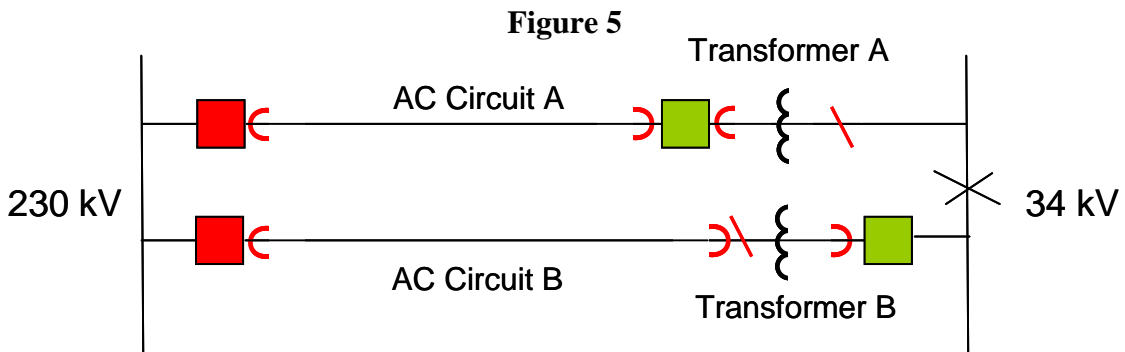 Figure 5
Transformer A
AC Circuit A
230 kV
34 kV
AC Circuit B
Transformer B